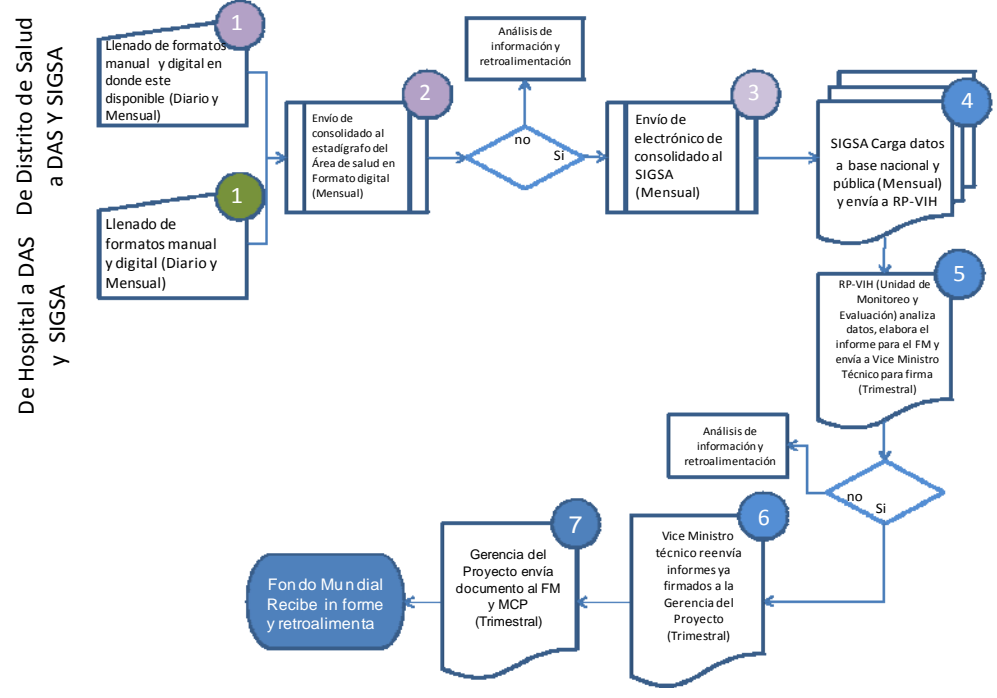 De Distrito de Salud
a DAS Y SIGSA
De Hospital a DAS
y SIGSA
1
Llenado de formatos
manual y digital en
donde este
disponible (Diario y
Mensual)
1
Llenado de
formatos manual
y digital (Diario y
Mensual)
2
Envío de
consolidado al
estadígrafo del
Área de salud en
Formato digital
(Mensual)
Análisis de
información y
retroalimentación
no
Si
3
Envío de
electrónico de
consolidado al
SIGSA
(Mensual)
4
SIGSA Carga datos
a base nacional y
pública (Mensual)
y envía a RP-VIH
5
RP-VIH (Unidad de
Monitoreo y
Evaluación) analiza
datos, elabora el
informe para el FM y
envía a Vice Ministro
Técnico para firma
(Trimestral)
Análisis de
información y
retroalimentación
no
Si
6
Vice Ministro
técnico reenvía
informes ya
firmados a la
Gerencia del
Proyecto
(Trimestral)
7
Gerencia del
Proyecto envía
documento al FM
y MCP
(Trimestral)
Fondo Mundial
Recibe in forme
y retroalimenta